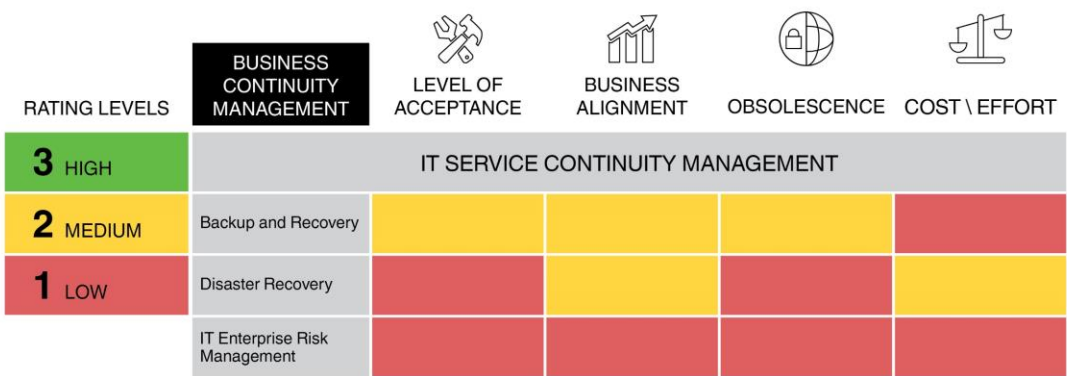 RATING LEVELS
BUSINESS
CONTINUITY
MANAGEMENT
LEVEL OF
ACCEPTANCE
BUSINESS
ALIGNMENT
OBSOLESCENCE
COST \ EFFORT
3 HIGH
IT SERVICE CONTINUITY MANAGEMENT
2 MEDIUM
Backup and Recovery
1 LOW
Disaster Recovery
IT Enterprise Risk
Management